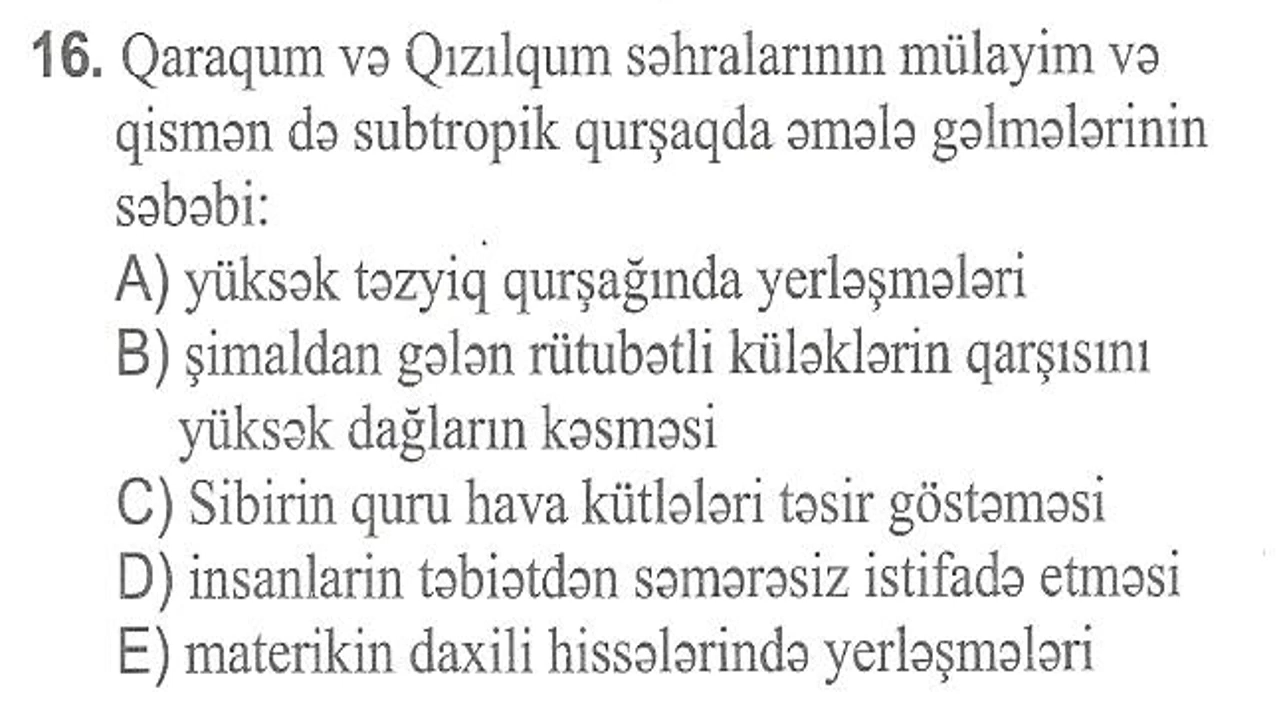 16. Qaraqum və Qızılqum səhralarının mülayim və
qismən də subtropik qurşaqda əmələ gəlmələrinin
səbəbi:
A) yüksək təzyiq qurşağında yerləşmələri
B) şimaldan gələn rütubətli küləklərin qarşısını
yüksək dağların kəsməsi
C) Sibirin quru hava kütlələri təsir göstəməsi
D) insanlarin təbiətdən səmərəsiz istifadə etməsi
E) materikin daxili hissələrində yerləşmələri